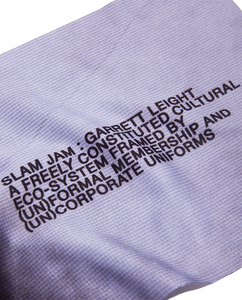 SLAM JAM : GARRETT LEIGHT
A FREELY CONSTITUTED CULTURAL
ECO-SYSTEM FRAMED BY
(UN)FORMAL MEMBERSHIP AND
(UN)CORPORATE UNIFORMS